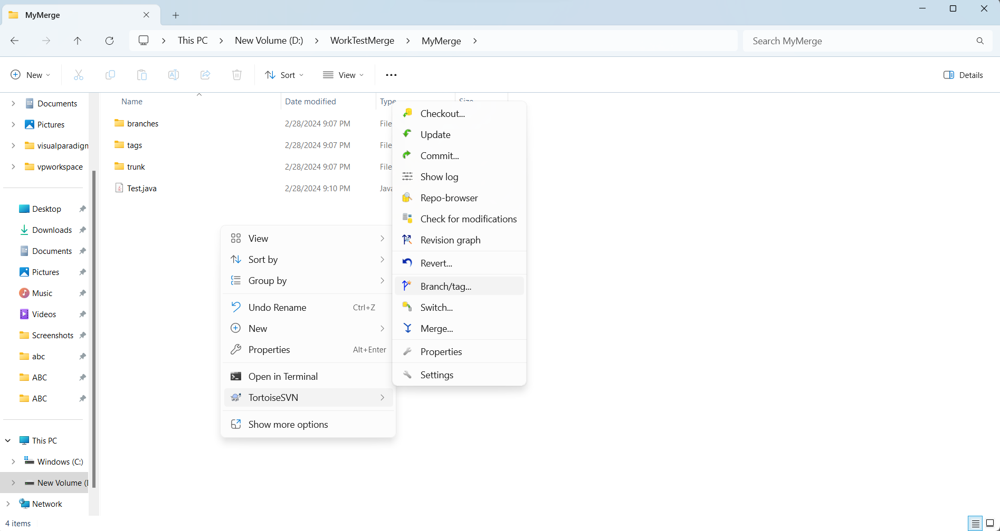 MyMerge
This PC
New Volume (D:)
WorkTestMerge
MyMerge
Search MyMerge
New
Sort
View
Details
Documents
Pictures
visualparadign
vpworkspace
Desktop
Downloads
Documents
Pictures
Music
Videos
Screenshots
abc
ABC
ABC
This PC
Windows (C:)
New Volume (
Network
4 items
Name Date modified Type Size
branches 2/28/2024 9:07 PM File
tags 2/28/2024 9:07 PM File
trunk 2/28/2024 9:07 PM File
Test.java 2/28/2024 9:10 PM Java
View
Sort by
Group by
Undo Rename Ctrl+Z
New
Properties Alt+Enter
Open in Terminal
TortoiseSVN
Show more options
Checkout...
Update
Commit...
Show log
Repo-browser
Check for modifications
Revision graph
Revert...
Branch/tag...
Switch...
Merge...
Properties
Settings